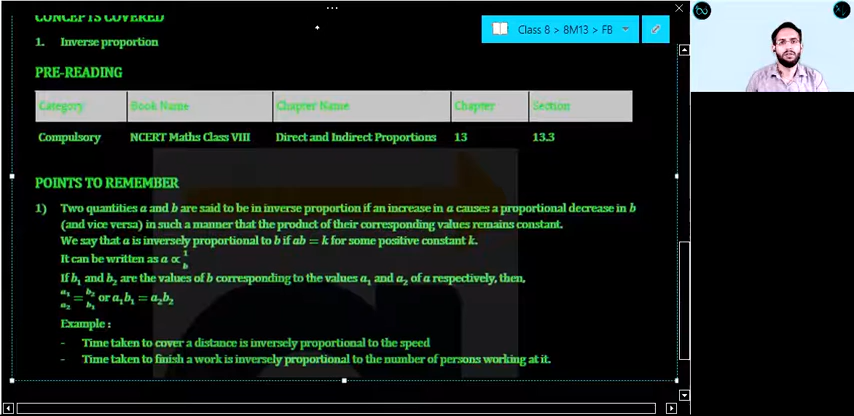 CONCEPTS COVERED
Class 8 > 8M13 > FB
1. Inverse proportion
PRE-READING
Category Book Name Chapter Name Chapter Section
Compulsory NCERT Maths Class VIII Direct and Indirect Proportions 13 13.3
POINTS TO REMEMBER
1) Two quantities a and b are said to be in inverse proportion if an increase in a causes a proportional decrease in b
(and vice versa) in such a manner that the product of their corresponding values remains constant.
We say that a is inversely proportional to b if ab = k for some positive constant k.
It can be written as a ∝ 1/b
If b₁ and b₂ are the values of b corresponding to the values a₁ and a₂ of a respectively, then,
a₁/a₂ = b₂/b₁ or a₁b₁ = a₂b₂
Example :
- Time taken to cover a distance is inversely proportional to the speed
- Time taken to finish a work is inversely proportional to the number of persons working at it.